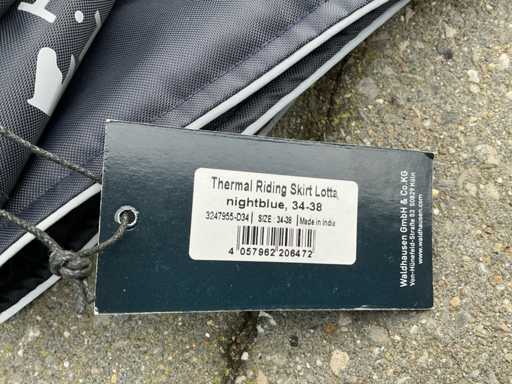 Thermal Riding Skirt Lotta,
nightblue, 34-38
3247955-D34 | SIZE : 34-38 | Made in India
4 057962 206472
Waldhausen GmbH & Co.KG
Von-Hünefeld-Straße 53 50829 Köln
www.waldhausen.com